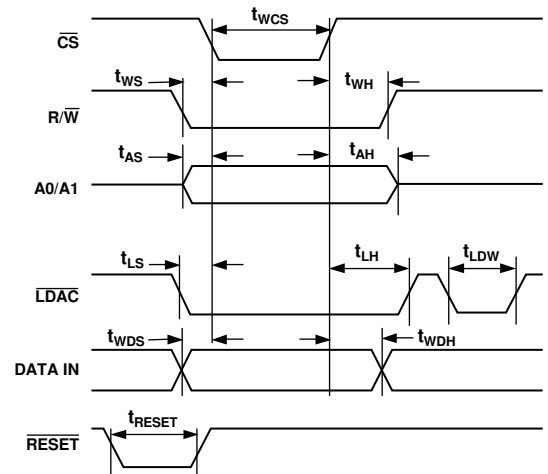 tWCS
CS
tWS
tWH
R/W
tAS
tAH
A0/A1
tLS
tLH
tLDW
LDAC
tWDS
tWDH
DATA IN
tRESET
RESET